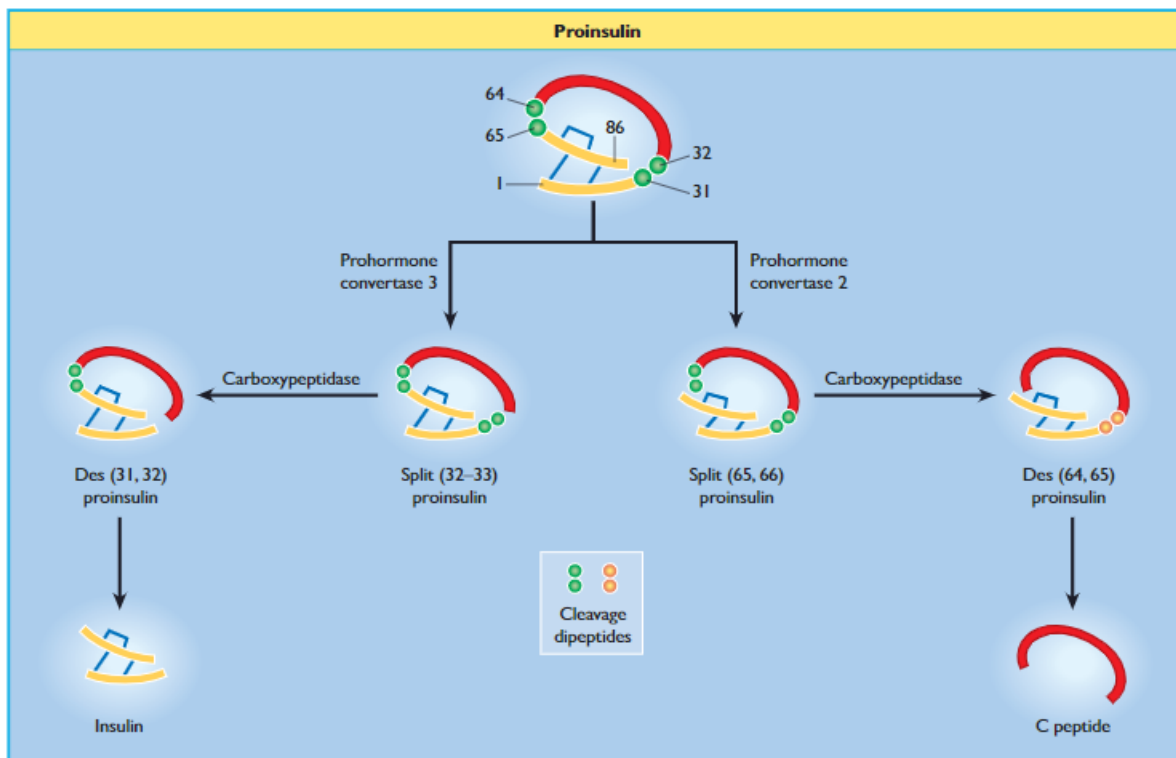 Proinsulin
64
65
86
32
1
31
Prohormone
convertase 3
Prohormone
convertase 2
Carboxypeptidase
Carboxypeptidase
Des (31, 32)
proinsulin
Split (32–33)
proinsulin
Split (65, 66)
proinsulin
Des (64, 65)
proinsulin
Cleavage
dipeptides
Insulin
C peptide